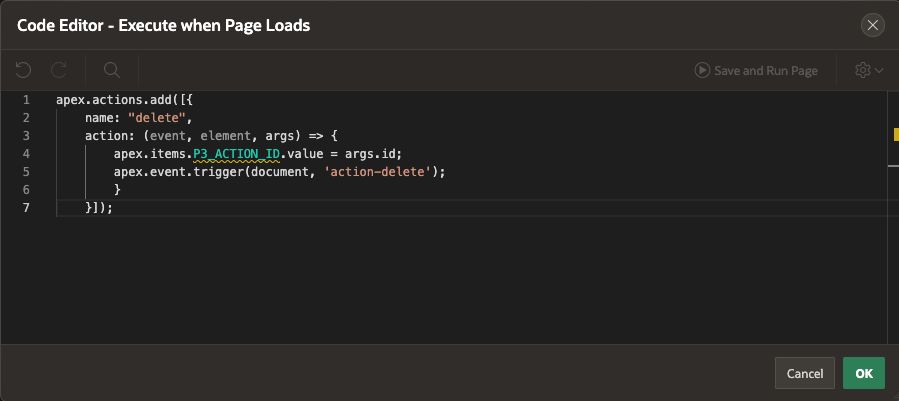 Code Editor - Execute when Page Loads
Save and Run Page
1 apex.actions.add([{
2 name: "delete",
3 action: (event, element, args) => {
4 apex.items.P3_ACTION_ID.value = args.id;
5 apex.event.trigger(document, 'action-delete');
6 }
7 }]);
Cancel OK